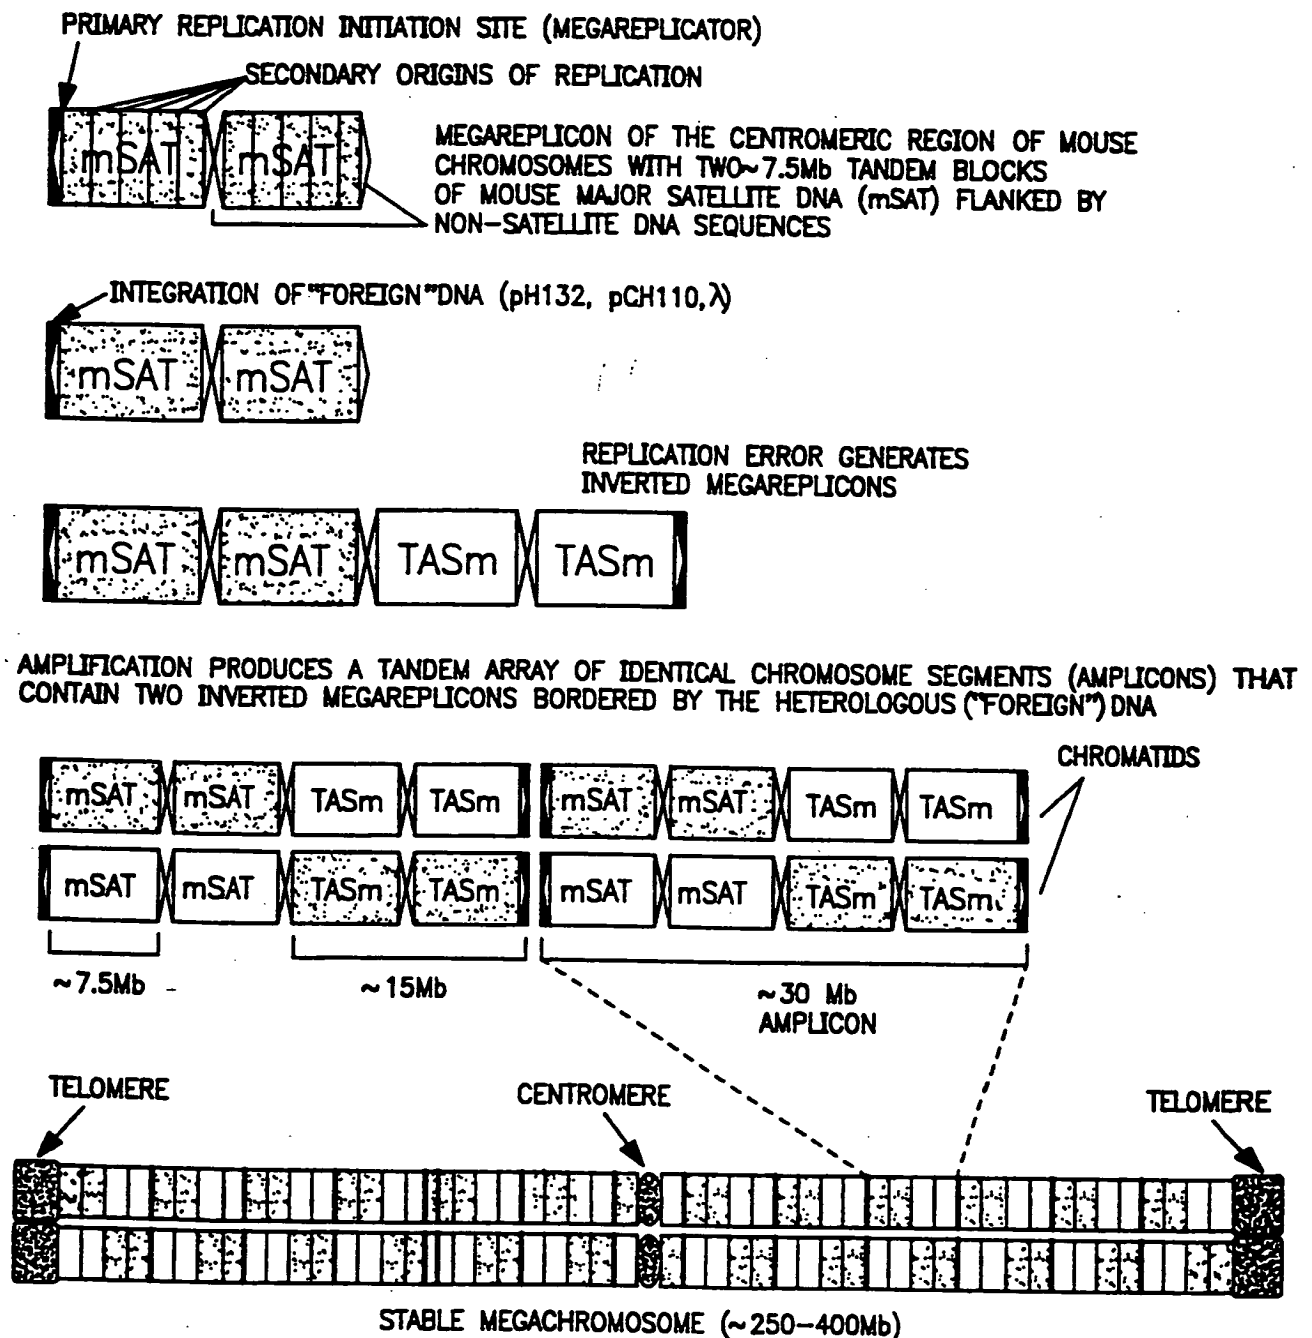 PRIMARY REPLICATION INITIATION SITE (MEGAREPLICATOR)
SECONDARY ORIGINS OF REPLICATION
mSAT mSAT
MEGAREPLICON OF THE CENTROMERIC REGION OF MOUSE
CHROMOSOMES WITH TWO~7.5Mb TANDEM BLOCKS
OF MOUSE MAJOR SATELLITE DNA (mSAT) FLANKED BY
NON-SATELLITE DNA SEQUENCES
INTEGRATION OF "FOREIGN" DNA (pH132, pCH110,λ)
mSAT mSAT
REPLICATION ERROR GENERATES
INVERTED MEGAREPLICONS
mSAT mSAT TASm TASm
AMPLIFICATION PRODUCES A TANDEM ARRAY OF IDENTICAL CHROMOSOME SEGMENTS (AMPLICONS) THAT
CONTAIN TWO INVERTED MEGAREPLICONS BORDERED BY THE HETEROLOGOUS ("FOREIGN") DNA
CHROMATIDS
mSAT mSAT TASm TASm mSAT mSAT TASm TASm
mSAT mSAT TASm TASm mSAT mSAT TASm TASm
~7.5Mb ~15Mb ~30 Mb
AMPLICON
TELOMERE CENTROMERE TELOMERE
STABLE MEGACHROMOSOME (~250-400Mb)